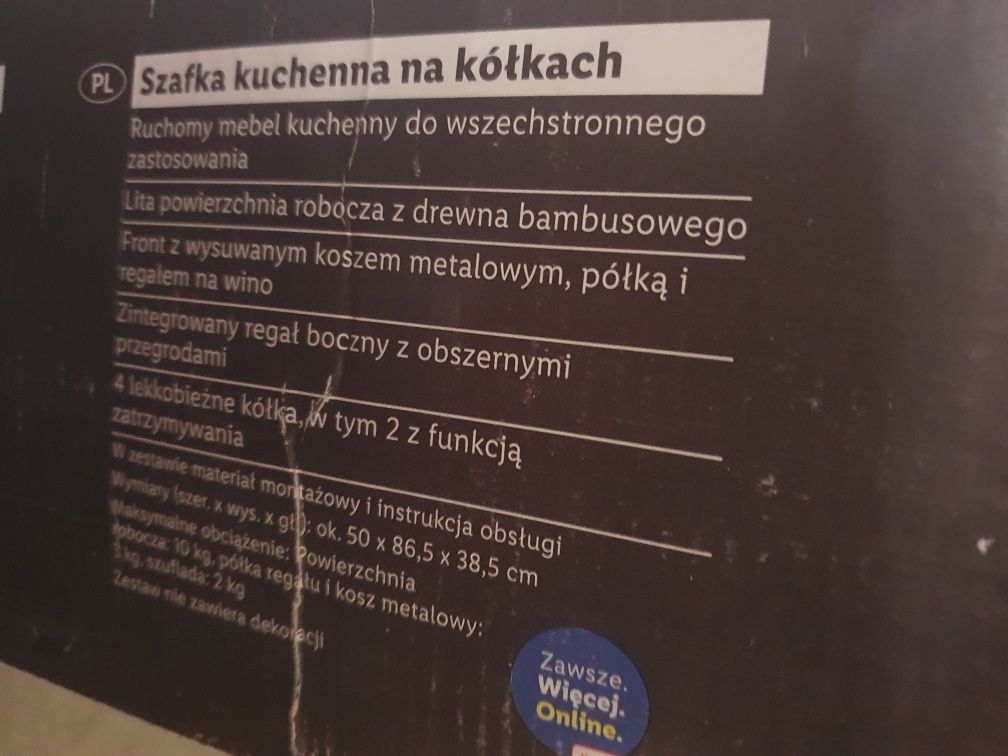 PL
Szafka kuchenna na kółkach
Ruchomy mebel kuchenny do wszechstronnego
zastosowania
Lita powierzchnia robocza z drewna bambusowego
Front z wysuwanym koszem metalowym, półką i
regałem na wino
Zintegrowany regał boczny z obszernymi
przegrodami
4 lekkobieżne kółka, w tym 2 z funkcją
zatrzymywania
W zestawie materiał montażowy i instrukcja obsługi
Wymiary (szer. x wys. x gł.): ok. 50 x 86,5 x 38,5 cm
Maksymalne obciążenie: Powierzchnia
robocza: 10 kg, półka regału i kosz metalowy:
3 kg, szuflada: 2 kg
Zestaw nie zawiera dekoracji
Zawsze.
Więcej.
Online.